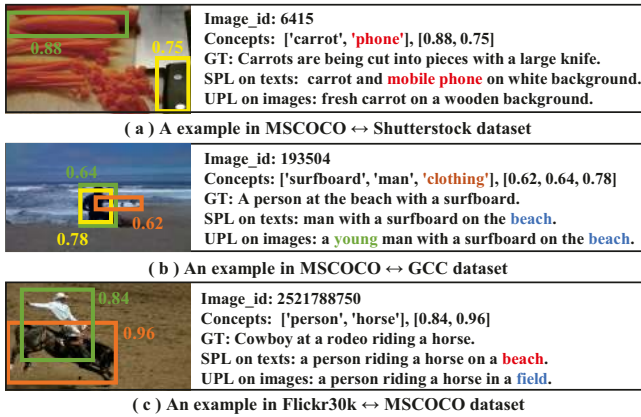 0.88
0.75
Image_id: 6415
Concepts: ['carrot', 'phone'], [0.88, 0.75]
GT: Carrots are being cut into pieces with a large knife.
SPL on texts: carrot and mobile phone on white background.
UPL on images: fresh carrot on a wooden background.
( a ) A example in MSCOCO ↔ Shutterstock dataset
0.64
0.62
0.78
Image_id: 193504
Concepts: ['surfboard', 'man', 'clothing'], [0.62, 0.64, 0.78]
GT: A person at the beach with a surfboard.
SPL on texts: man with a surfboard on the beach.
UPL on images: a young man with a surfboard on the beach.
( b ) An example in MSCOCO ↔ GCC dataset
0.84
0.96
Image_id: 2521788750
Concepts: ['person', 'horse'], [0.84, 0.96]
GT: Cowboy at a rodeo riding a horse.
SPL on texts: a person riding a horse on a beach.
UPL on images: a person riding a horse in a field.
( c ) An example in Flickr30k ↔ MSCOCO dataset